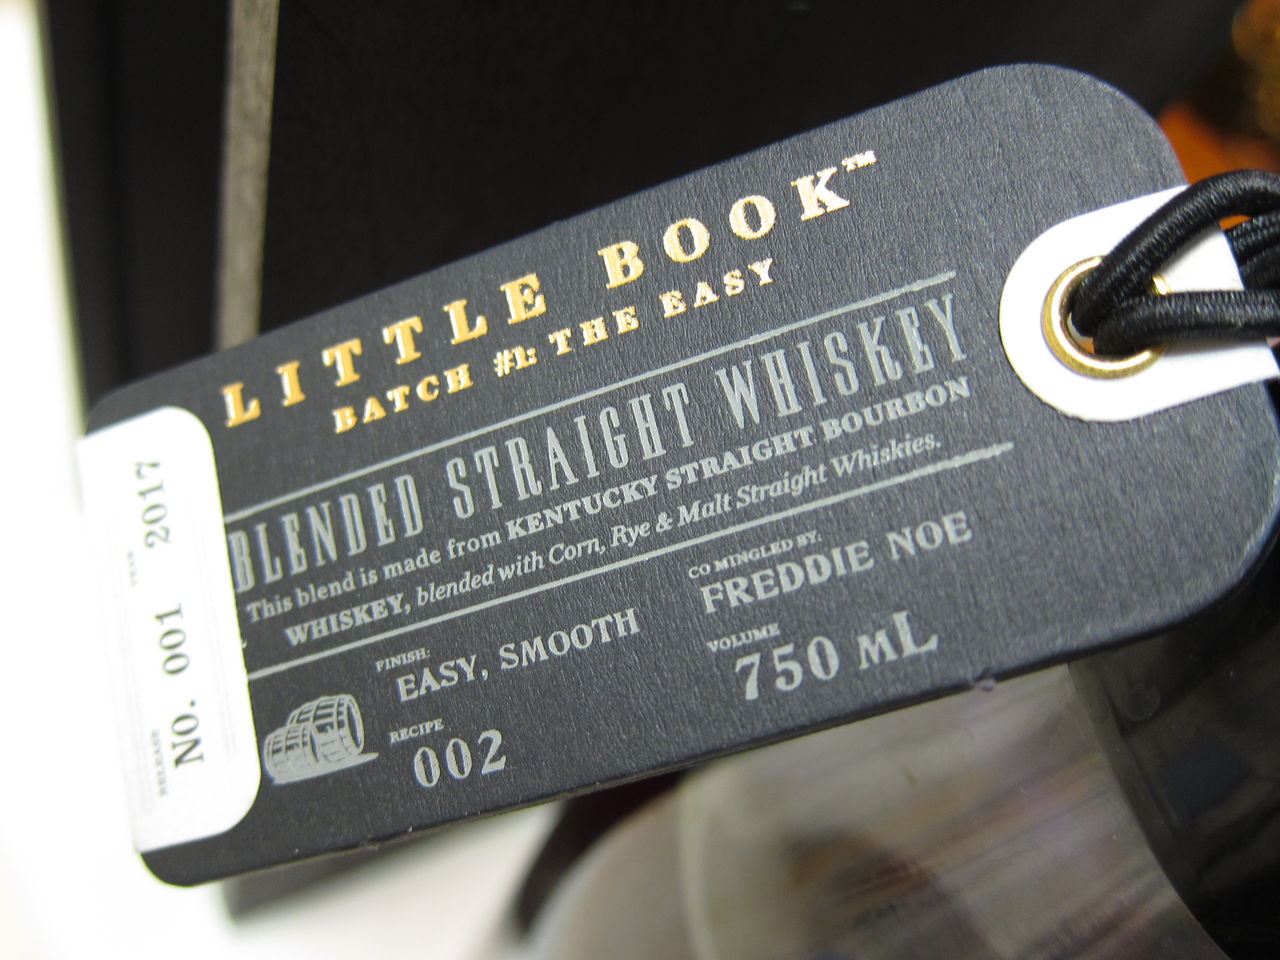 LITTLE BOOK™
BATCH #1: THE EASY
BLENDED STRAIGHT WHISKEY
This blend is made from KENTUCKY STRAIGHT BOURBON
WHISKEY, blended with Corn, Rye & Malt Straight Whiskies.
FINISH:
EASY, SMOOTH
CO MINGLED BY:
FREDDIE NOE
RECIPE
002
VOLUME
750 mL
RELEASE
NO. 001
YEAR
2017